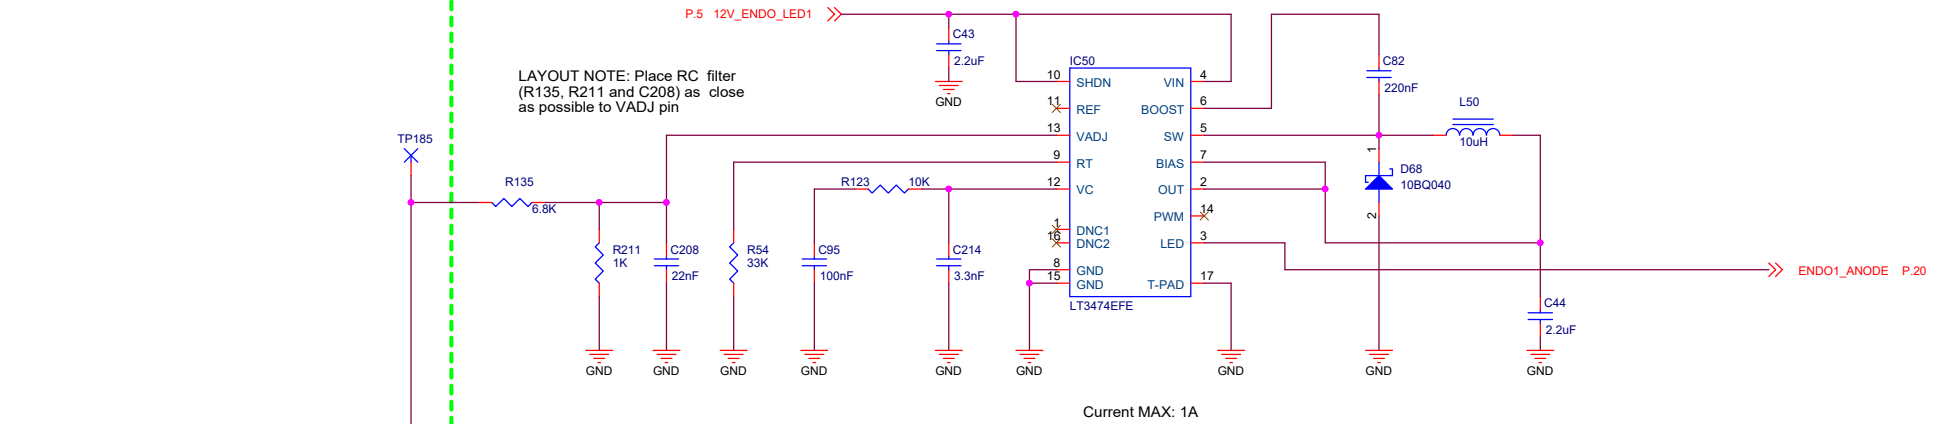 P.5 12V_ENDO_LED1
C43
2.2uF
GND
LAYOUT NOTE: Place RC filter
(R135, R211 and C208) as close
as possible to VADJ pin
TP185
R135
6.8K
R211
1K
GND
C208
22nF
GND
R54
33K
GND
R123 10K
C95
100nF
GND
C214
3.3nF
GND
GND
IC50
10 SHDN
11 REF
13 VADJ
9 RT
12 VC
1 DNC1
16 DNC2
8 GND
15 GND
VIN 4
BOOST 6
SW 5
BIAS 7
OUT 2
PWM 14
LED 3
T-PAD 17
LT3474EFE
GND
C82
220nF
L50
10uH
1
D68
10BQ040
2
GND
C44
2.2uF
GND
ENDO1_ANODE P.20
Current MAX: 1A